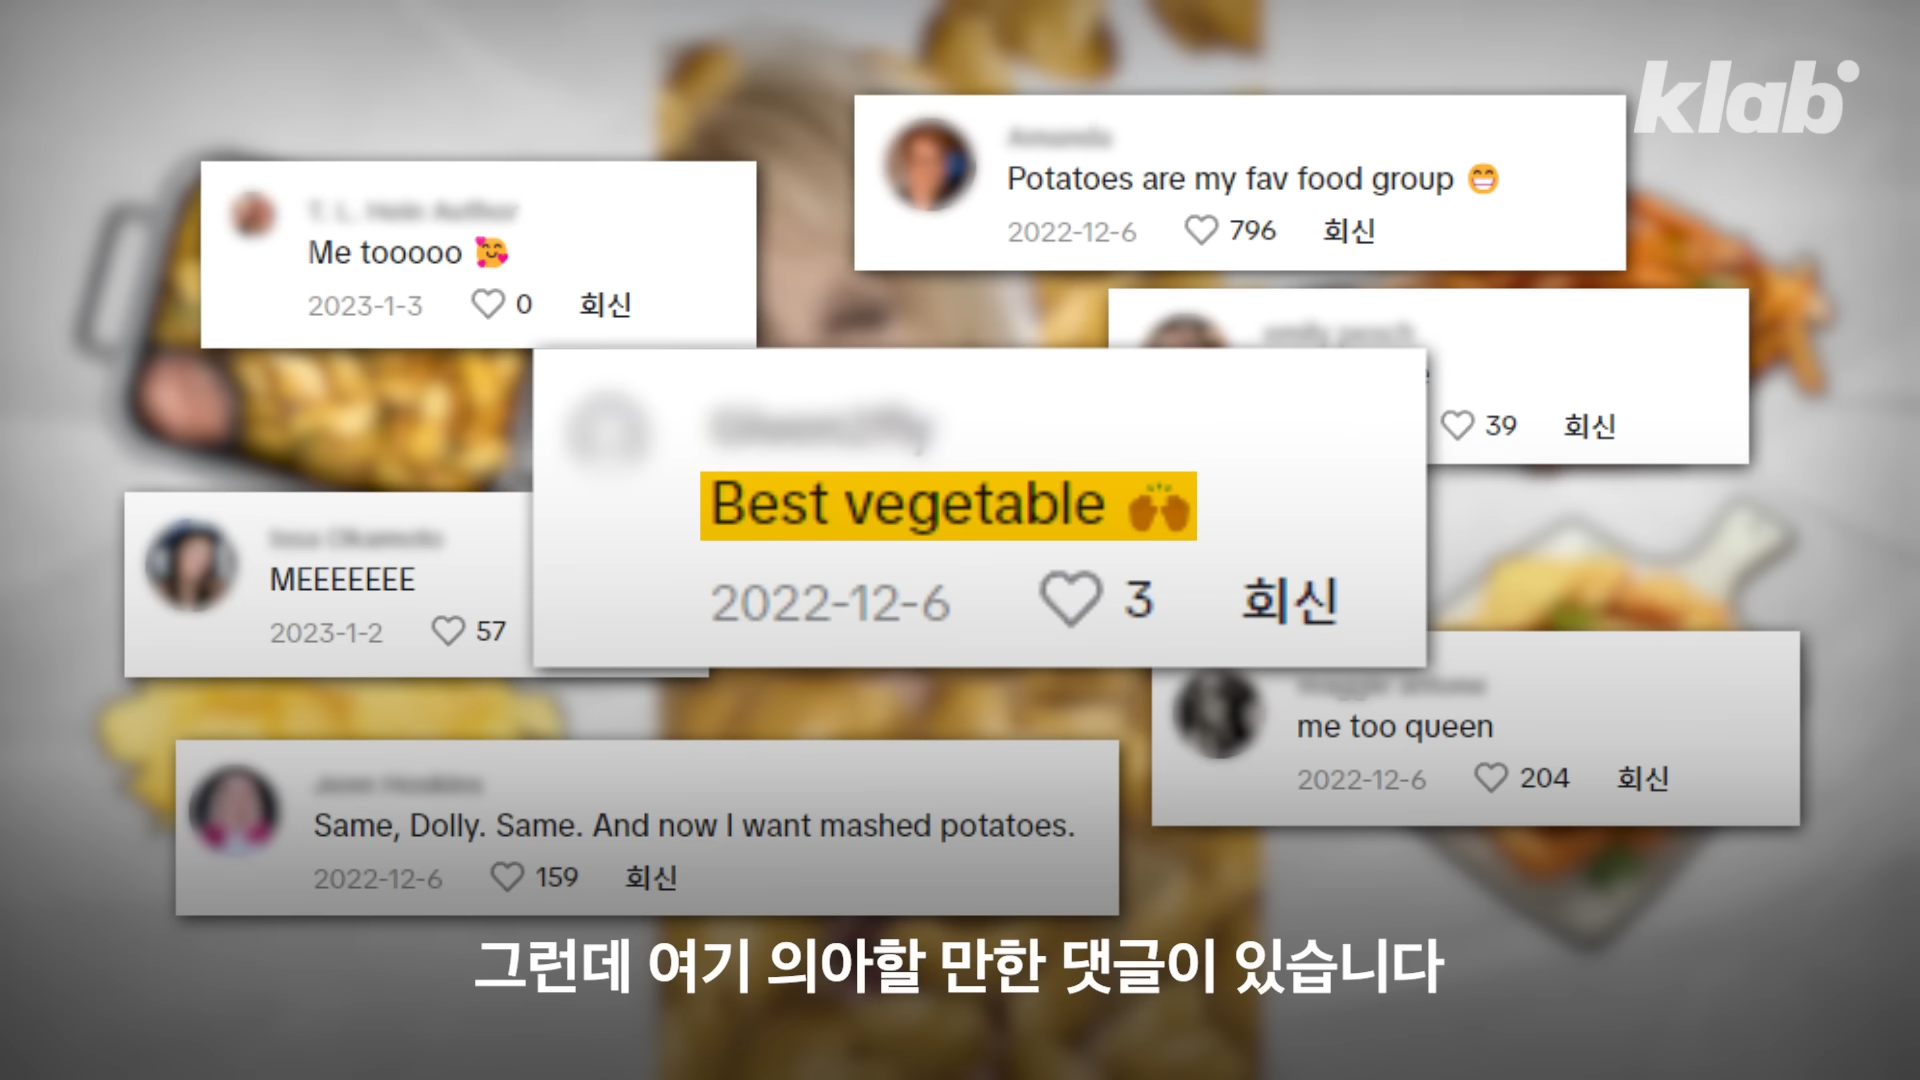 klab
Potatoes are my fav food group 😁
2022-12-6 796 회신
Me tooooo 🥰
2023-1-3 0 회신
39 회신
Best vegetable 🙌🏾
2022-12-6 3 회신
MEEEEEEE
2023-1-2 57
me too queen
2022-12-6 204 회신
Same, Dolly. Same. And now I want mashed potatoes.
2022-12-6 159 회신
그런데 여기 의아할 만한 댓글이 있습니다